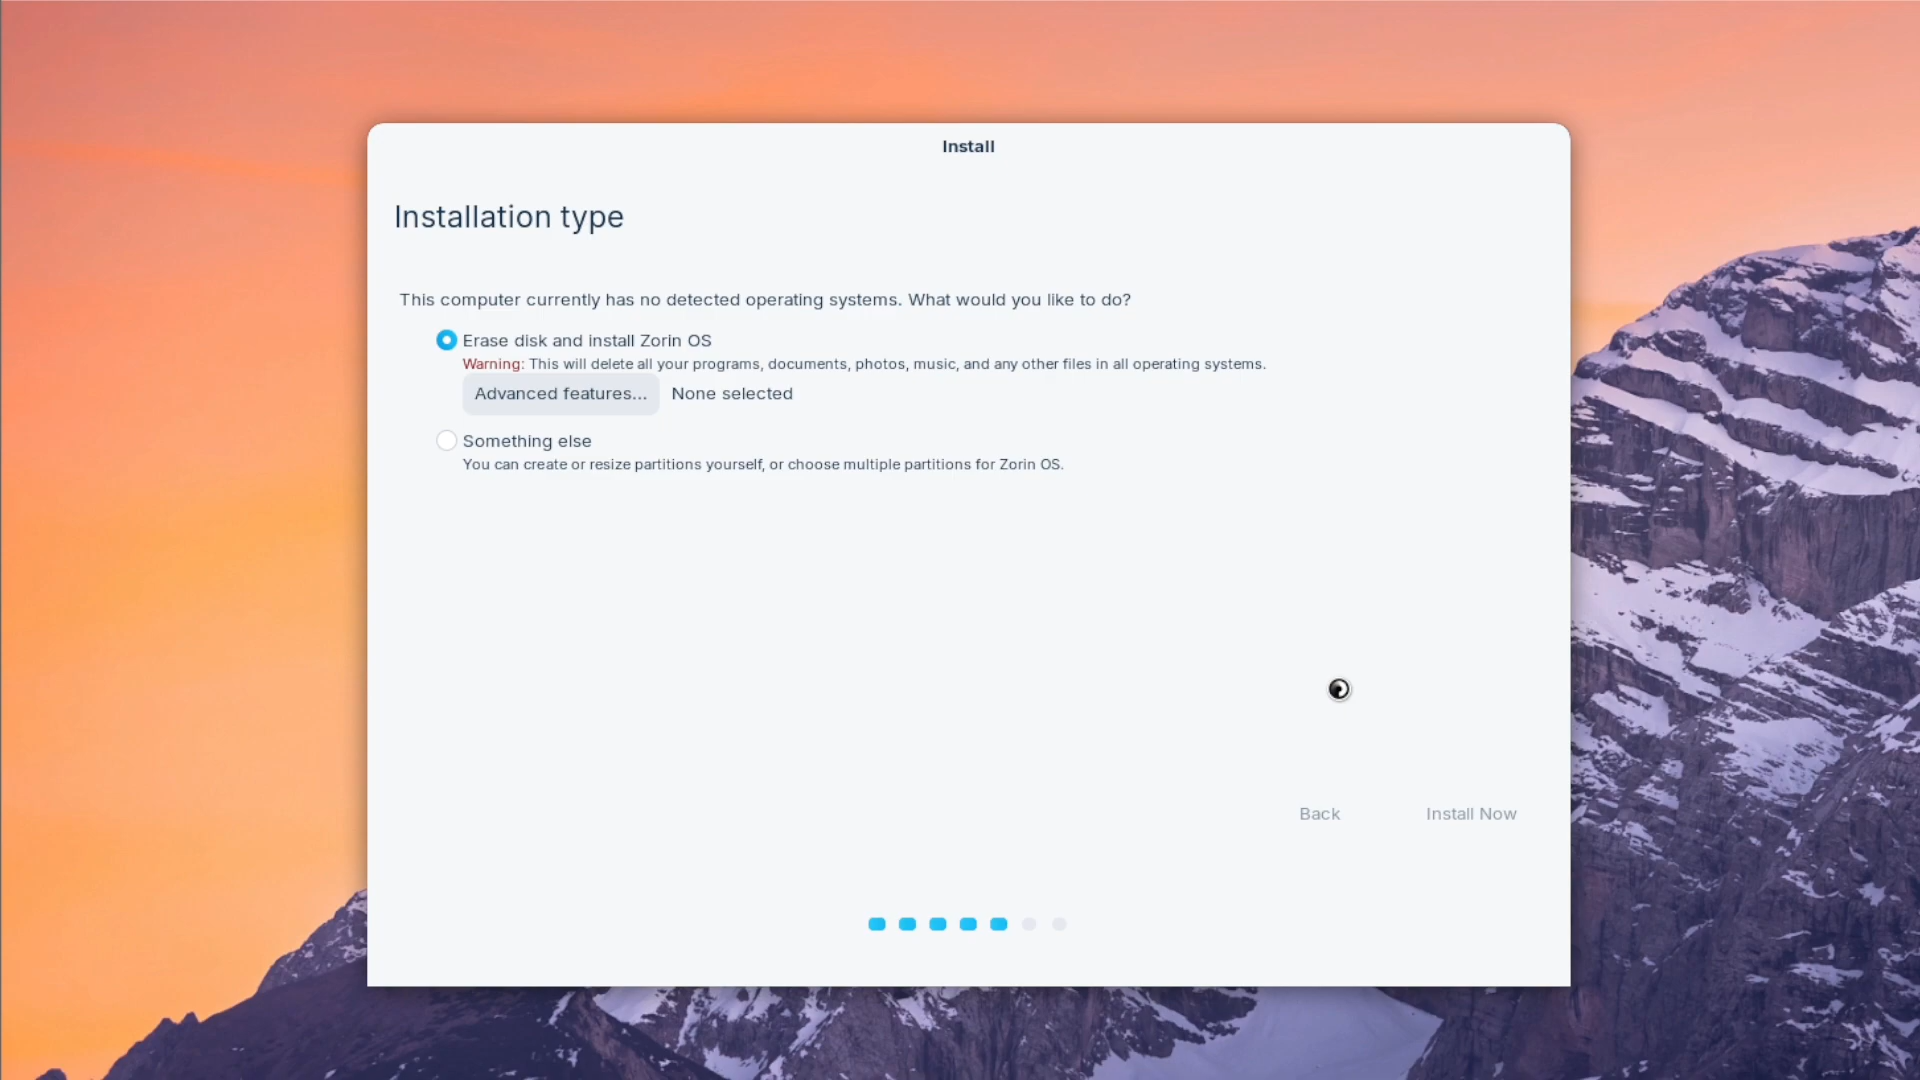 Install
Installation type
This computer currently has no detected operating systems. What would you like to do?
Erase disk and install Zorin OS
Warning: This will delete all your programs, documents, photos, music, and any other files in all operating systems.
Advanced features... None selected
Something else
You can create or resize partitions yourself, or choose multiple partitions for Zorin OS.
Back Install Now